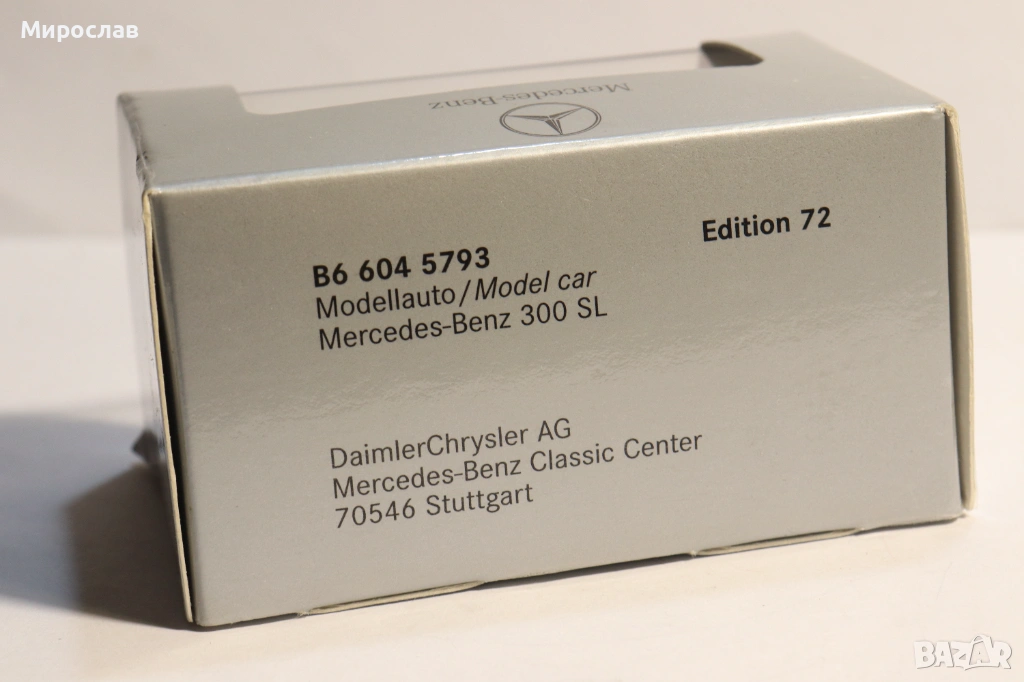 Мирослав
Mercedes-Benz
Edition 72
B6 604 5793
Modellauto/Model car
Mercedes-Benz 300 SL
DaimlerChrysler AG
Mercedes-Benz Classic Center
70546 Stuttgart
BAZAR